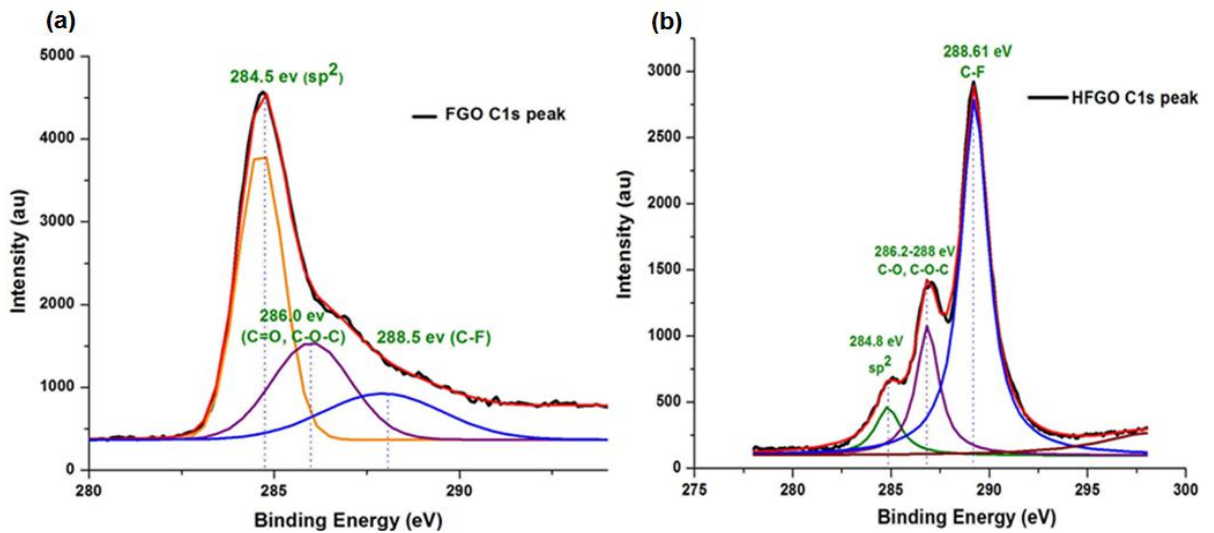 (a)
5000
4000
3000
2000
1000
0
280
285
290
Intensity (au)
Binding Energy (eV)
284.5 ev (sp²)
FGO C1s peak
286.0 ev
(C=O, C-O-C)
288.5 ev (C-F)
(b)
3000
2500
2000
1500
1000
500
0
275
280
285
290
295
300
Intensity (au)
Binding Energy (eV)
288.61 eV
C-F
HFGO C1s peak
286.2-288 eV
C-O, C-O-C
284.8 eV
sp²